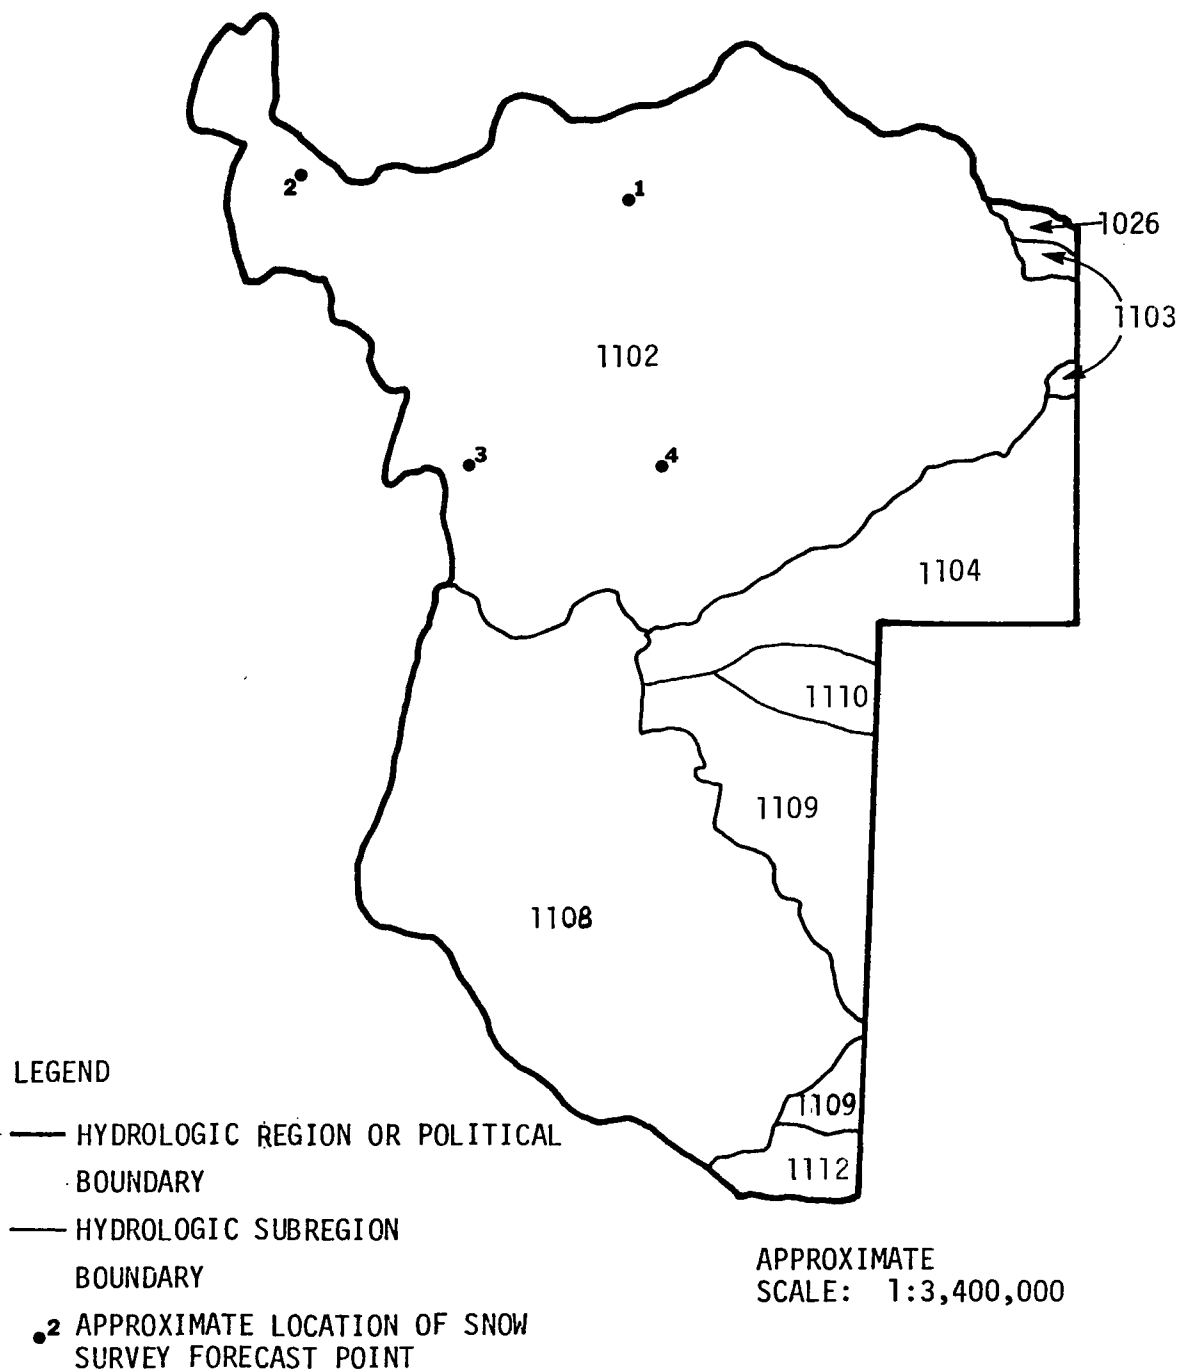 2
1
1026
1103
1102
3
4
1104
1110
1109
1108
1109
1112
LEGEND
HYDROLOGIC REGION OR POLITICAL
BOUNDARY
HYDROLOGIC SUBREGION
BOUNDARY
2 APPROXIMATE LOCATION OF SNOW
SURVEY FORECAST POINT
APPROXIMATE
SCALE: 1:3,400,000